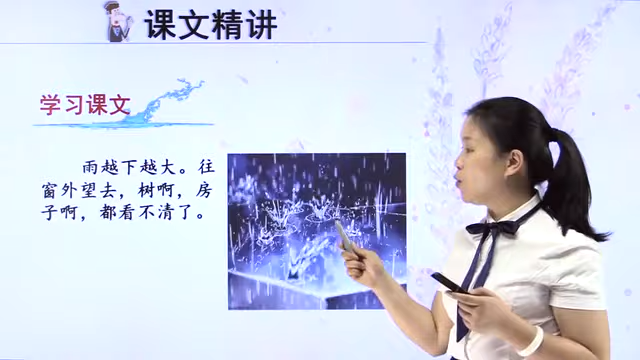 课文精讲
学习课文
雨越下越大。往
窗外望去，树啊，房
子啊，都看不清了。